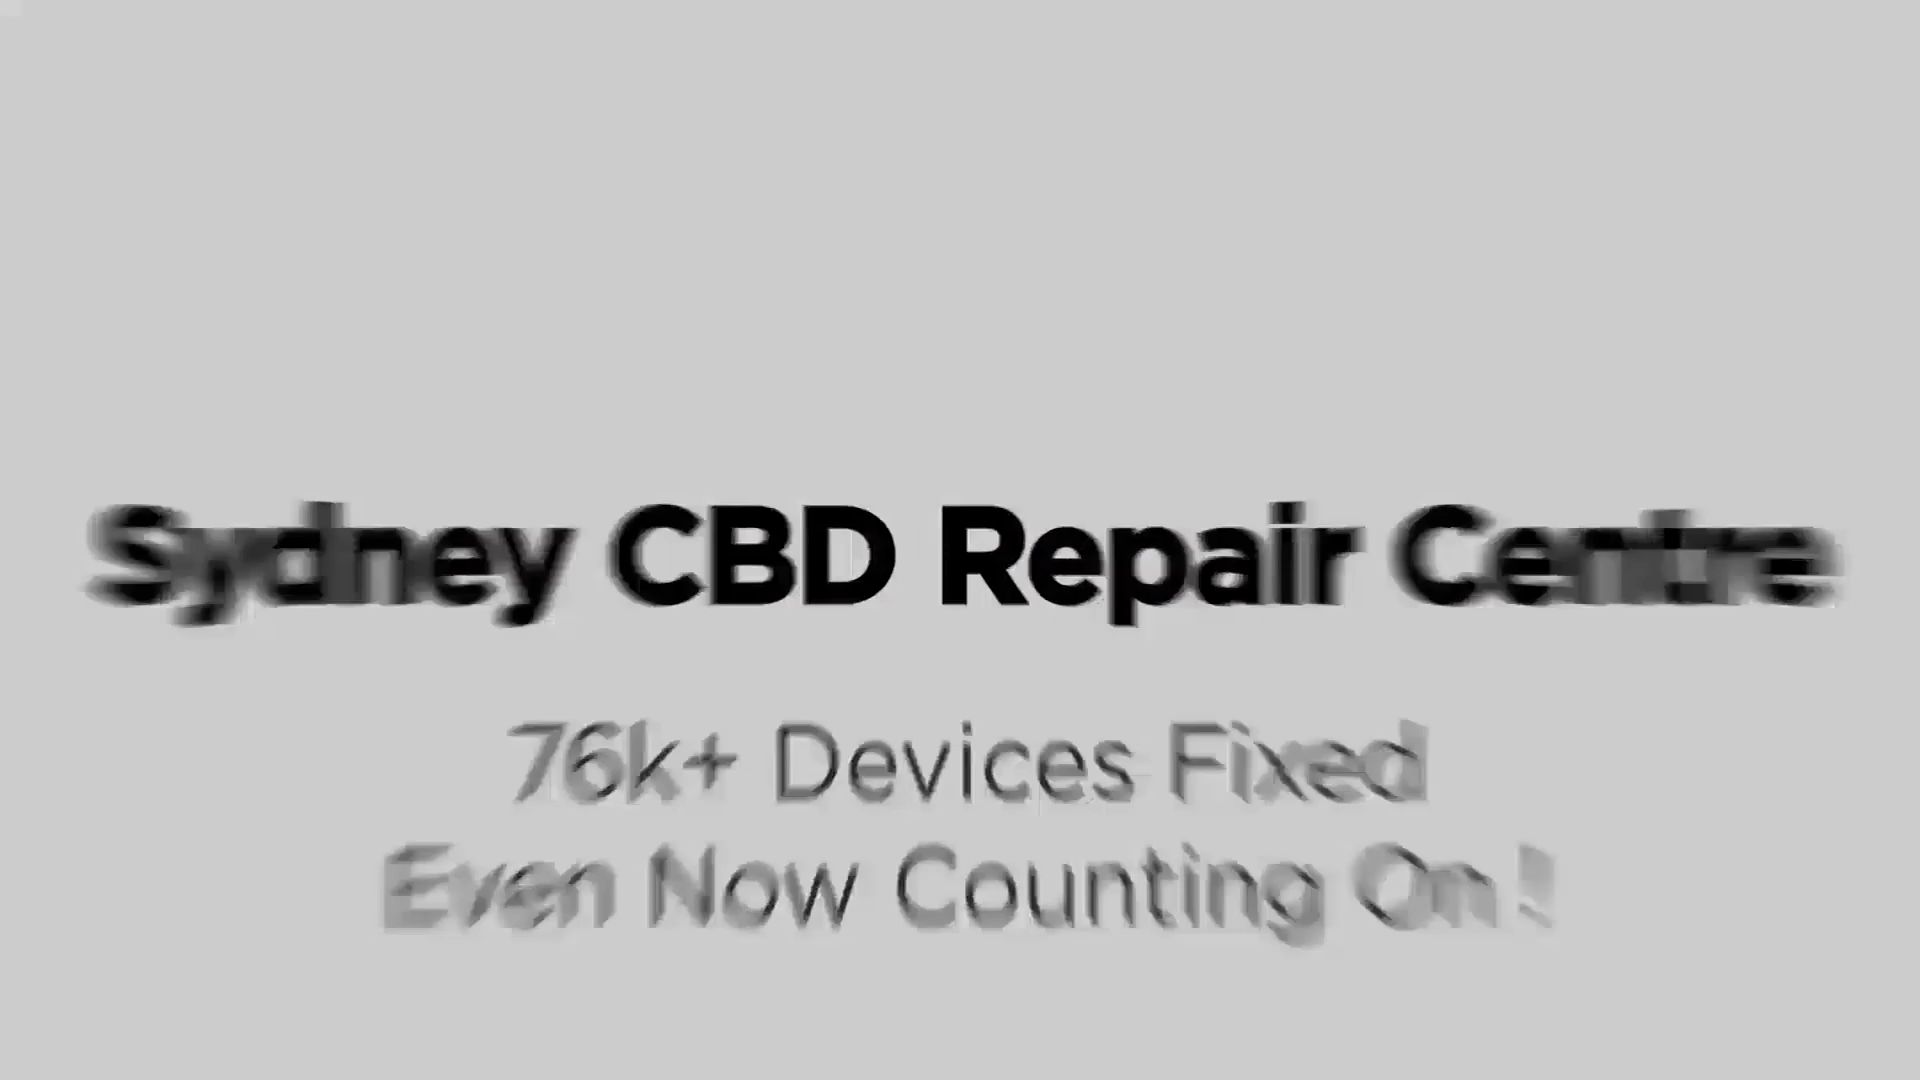 Sydney CBD Repair Centre
76k+ Devices Fixed
Even Now Counting On !